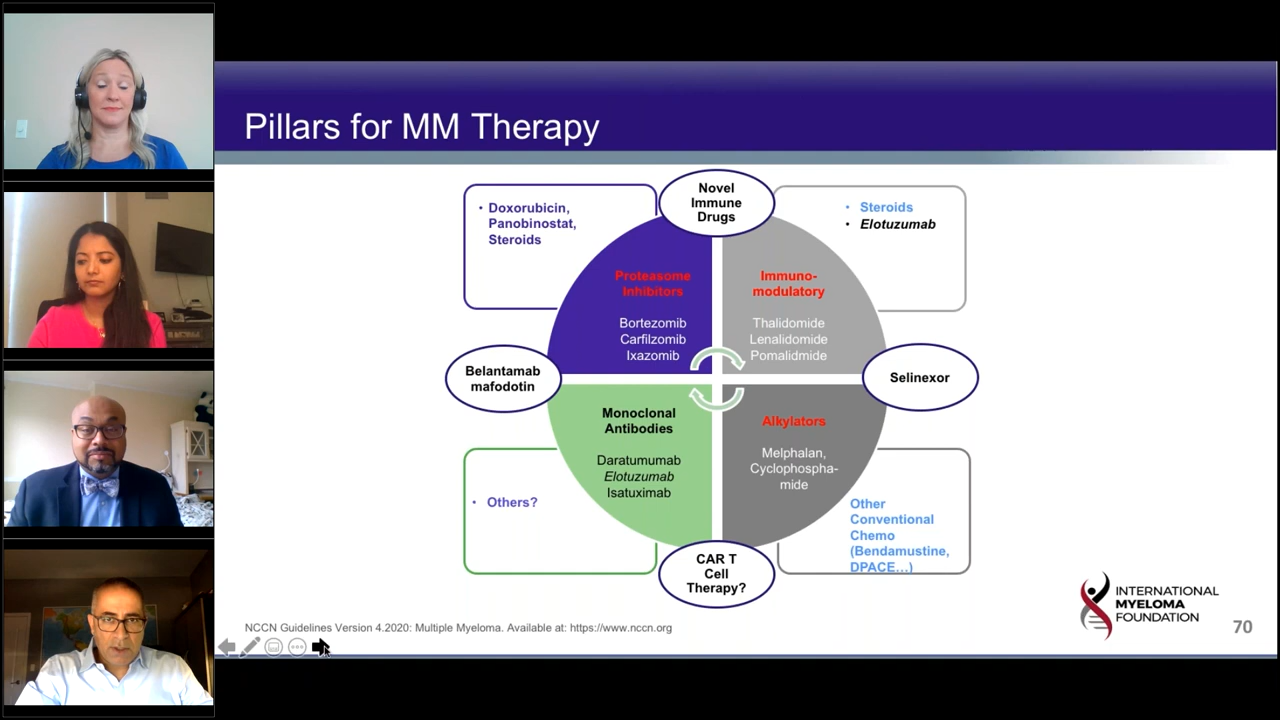 Pillars for MM Therapy
Novel
Immune
Drugs
• Doxorubicin,
Panobinostat,
Steroids
• Steroids
• Elotuzumab
Proteasome
Inhibitors
Bortezomib
Carfilzomib
Ixazomib
Immuno-
modulatory
Thalidomide
Lenalidomide
Pomalidmide
Belantamab
mafodotin
Selinexor
Monoclonal
Antibodies
Daratumumab
Elotuzumab
Isatuximab
Alkylators
Melphalan,
Cyclophospha-
mide
• Others?
Other
Conventional
Chemo
(Bendamustine,
DPACE...)
CAR T
Cell
Therapy?
NCCN Guidelines Version 4.2020: Multiple Myeloma. Available at: https://www.nccn.org
INTERNATIONAL
MYELOMA
FOUNDATION
70